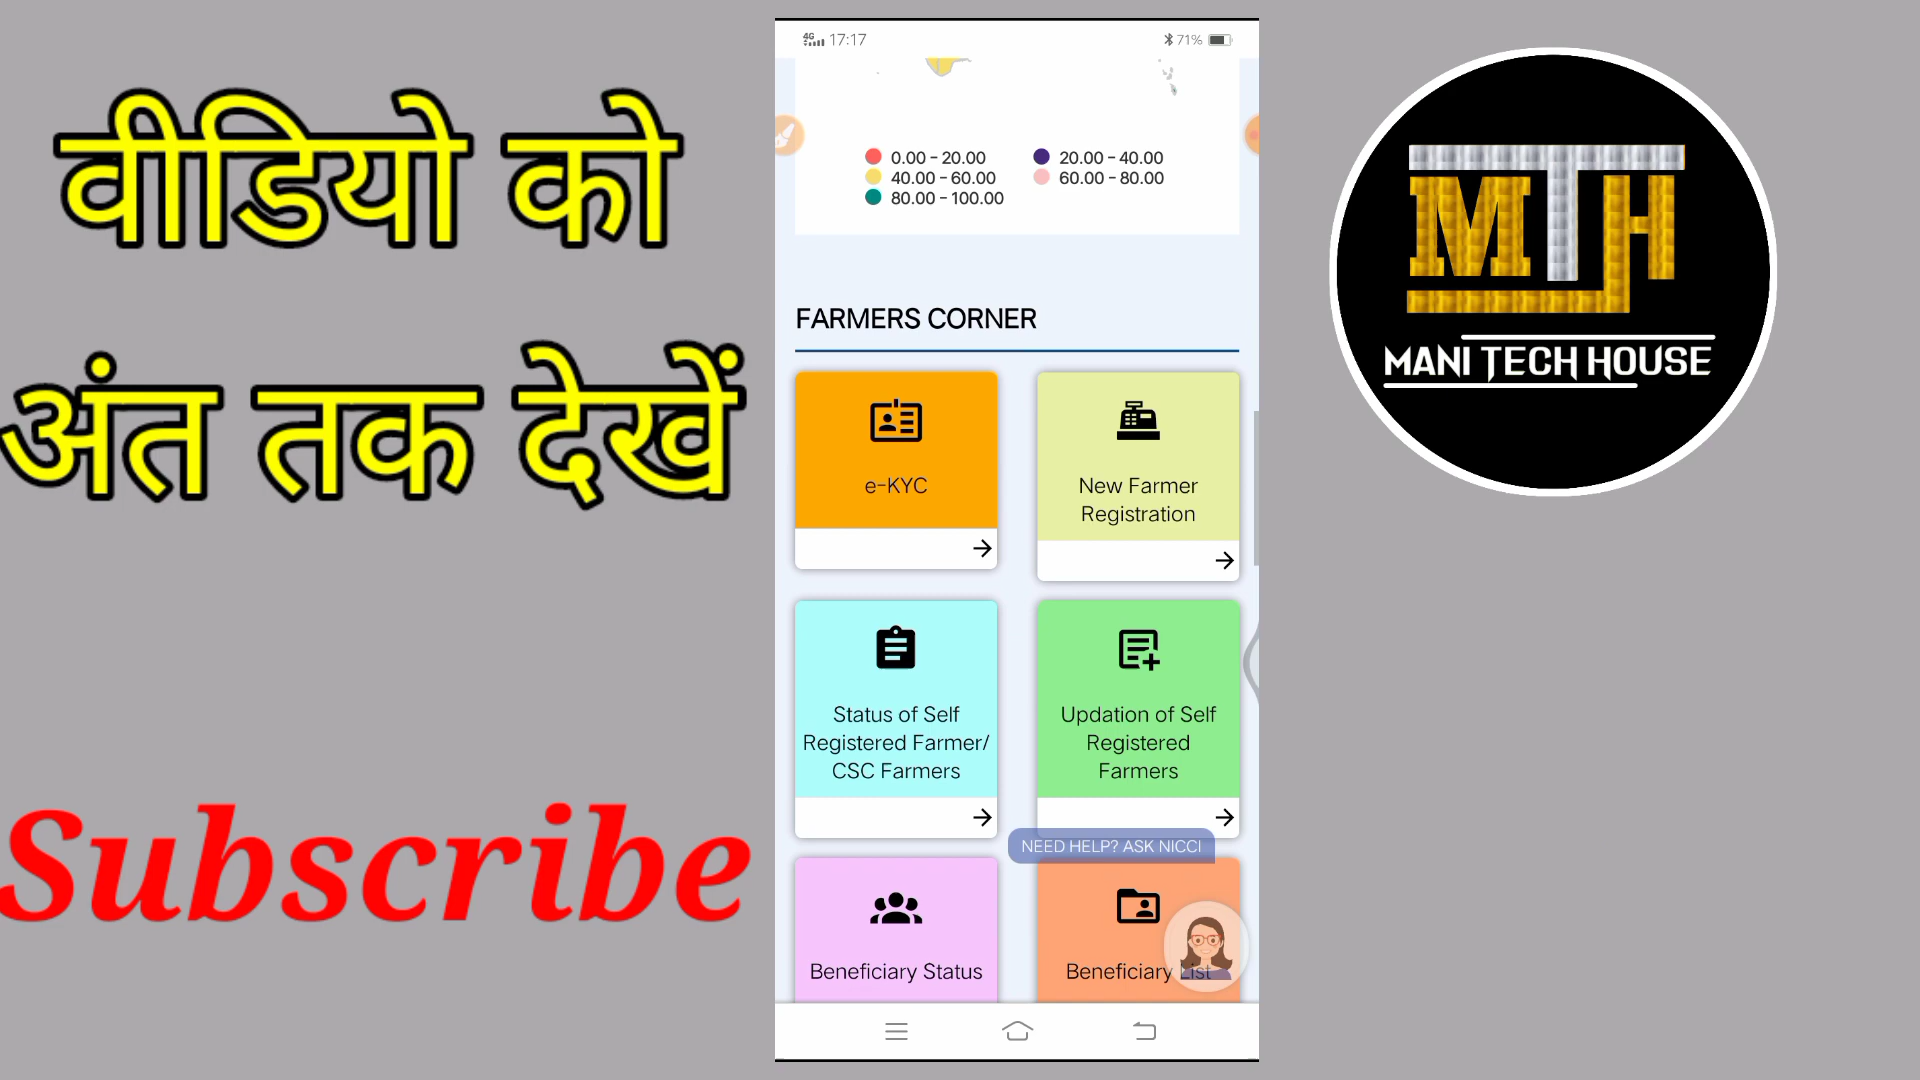 वीडियो को
अंत तक देखें
Subscribe
4G 17:17
71%
0.00 - 20.00
20.00 - 40.00
40.00 - 60.00
60.00 - 80.00
80.00 - 100.00
FARMERS CORNER
e-KYC
New Farmer
Registration
Status of Self
Registered Farmer/
CSC Farmers
Updation of Self
Registered
Farmers
NEED HELP? ASK NICCI
Beneficiary Status
Beneficiary List
MTH
MANI TECH HOUSE